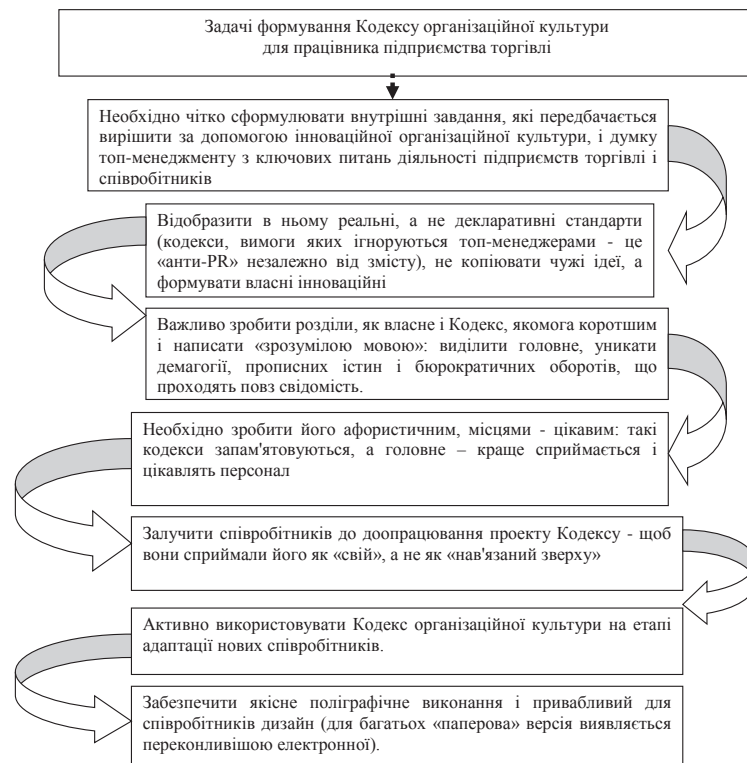 Задачі формування Кодексу організаційної культури
для працівника підприємства торгівлі
Необхідно чітко сформулювати внутрішні завдання, які передбачається
вирішити за допомогою інноваційної організаційної культури, і думку
топ-менеджменту з ключових питань діяльності підприємств торгівлі і
співробітників
Відобразити в ньому реальні, а не декларативні стандарти
(кодекси, вимоги яких ігноруються топ-менеджерами - це
«анти-PR» незалежно від змісту), не копіювати чужі ідеї, а
формувати власні інноваційні
Важливо зробити розділи, як власне і Кодекс, якомога коротшим
і написати «зрозумілою мовою»: виділити головне, уникати
демагогії, прописних істин і бюрократичних оборотів, що
проходять повз свідомість.
Необхідно зробити його афористичним, місцями - цікавим: такі
кодекси запам'ятовуються, а головне – краще сприймається і
цікавлять персонал
Залучити співробітників до доопрацювання проекту Кодексу - щоб
вони сприймали його як «свій», а не як «нав'язаний зверху»
Активно використовувати Кодекс організаційної культури на етапі
адаптації нових співробітників.
Забезпечити якісне поліграфічне виконання і привабливий для
співробітників дизайн (для багатьох «паперова» версія виявляється
переконливішою електронної).